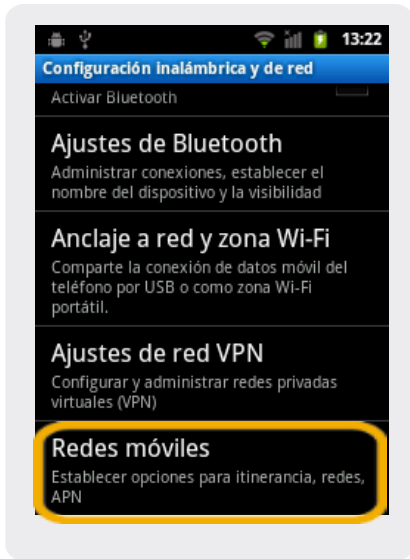 13:22
Configuración inalámbrica y de red
Activar Bluetooth
Ajustes de Bluetooth
Administrar conexiones, establecer el
nombre del dispositivo y la visibilidad
Anclaje a red y zona Wi-Fi
Comparte la conexión de datos móvil del
teléfono por USB o como zona Wi-Fi
portátil.
Ajustes de red VPN
Configurar y administrar redes privadas
virtuales (VPN)
Redes móviles
Establecer opciones para itinerancia, redes,
APN